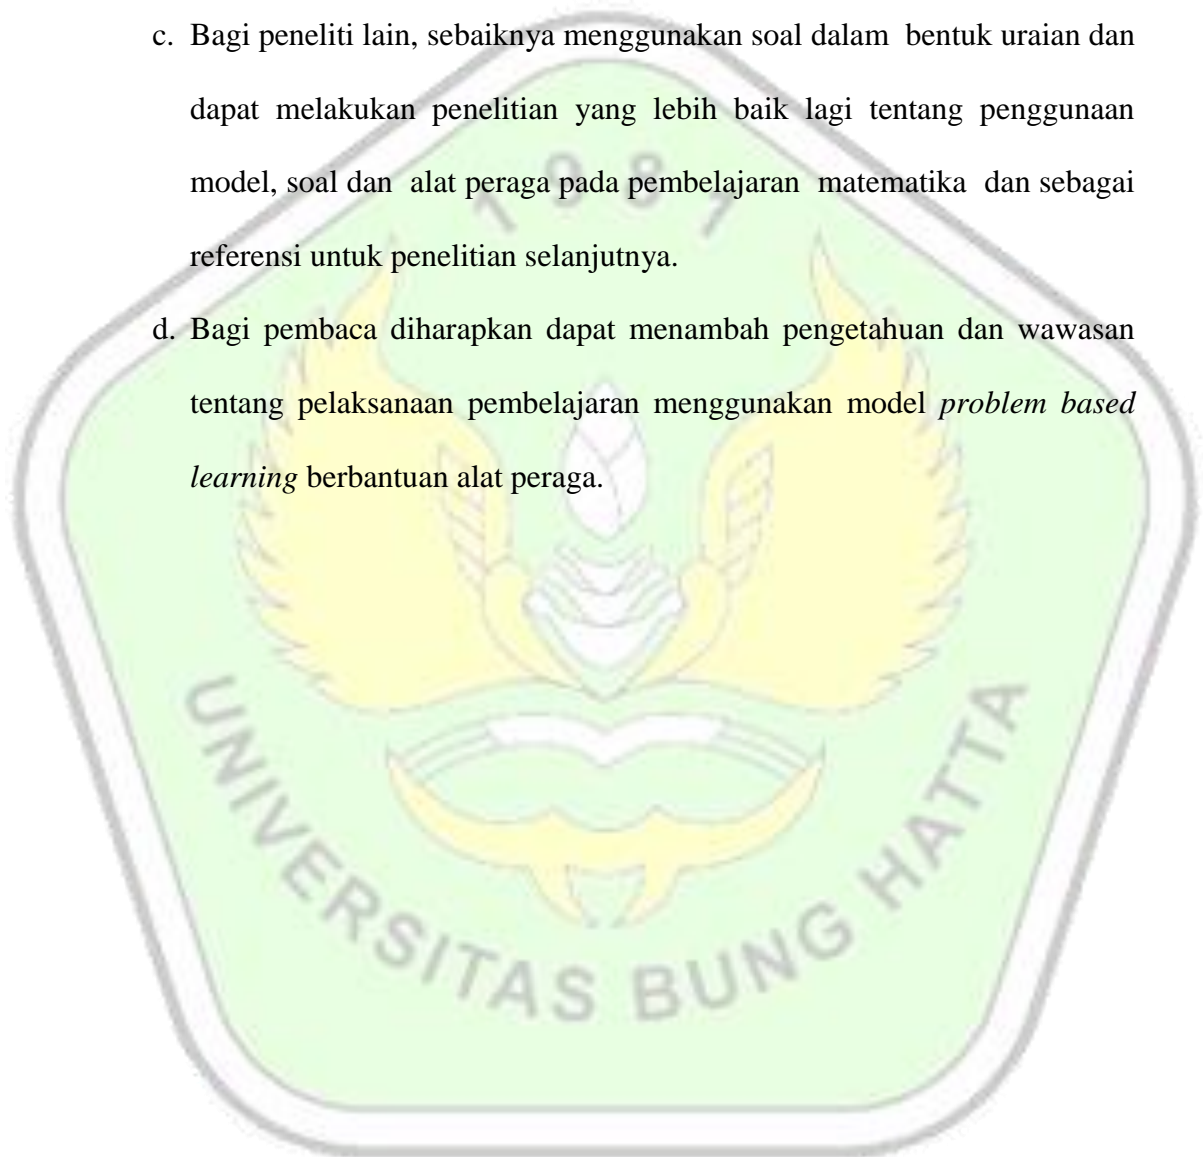 c. Bagi peneliti lain, sebaiknya menggunakan soal dalam bentuk uraian dan
dapat melakukan penelitian yang lebih baik lagi tentang penggunaan
model, soal dan alat peraga pada pembelajaran matematika dan sebagai
referensi untuk penelitian selanjutnya.
d. Bagi pembaca diharapkan dapat menambah pengetahuan dan wawasan
tentang pelaksanaan pembelajaran menggunakan model problem based
learning berbantuan alat peraga.
1981
UNIVERSITAS BUNG HATTA